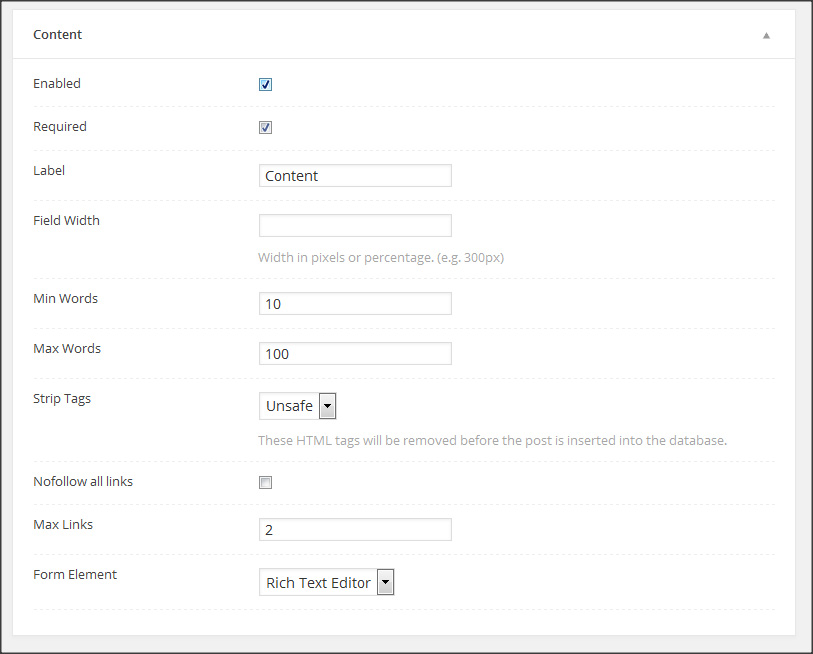 Content
Enabled
Required
Label
Content
Field Width
Width in pixels or percentage. (e.g. 300px)
Min Words
10
Max Words
100
Strip Tags
Unsafe
These HTML tags will be removed before the post is inserted into the database.
Nofollow all links
Max Links
2
Form Element
Rich Text Editor